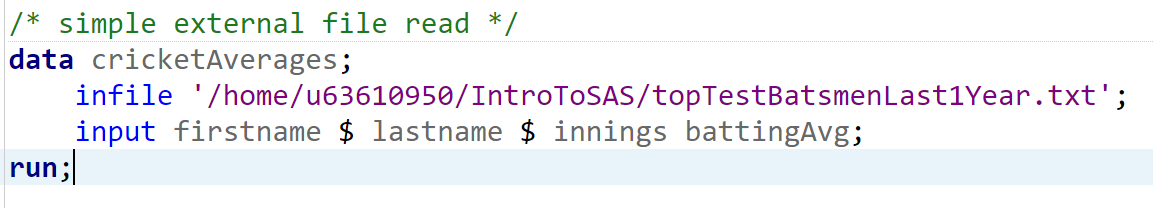 /* simple external file read */
data cricketAverages;
infile '/home/u63610950/IntroToSAS/topTestBatsmenLast1Year.txt';
input firstname $ lastname $ innings battingAvg;
run;